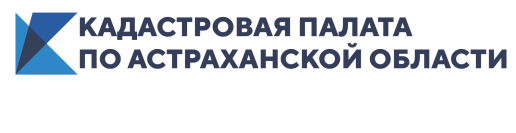 КАДАСТРОВАЯ ПАЛАТА
ПО АСТРАХАНСКОЙ ОБЛАСТИ